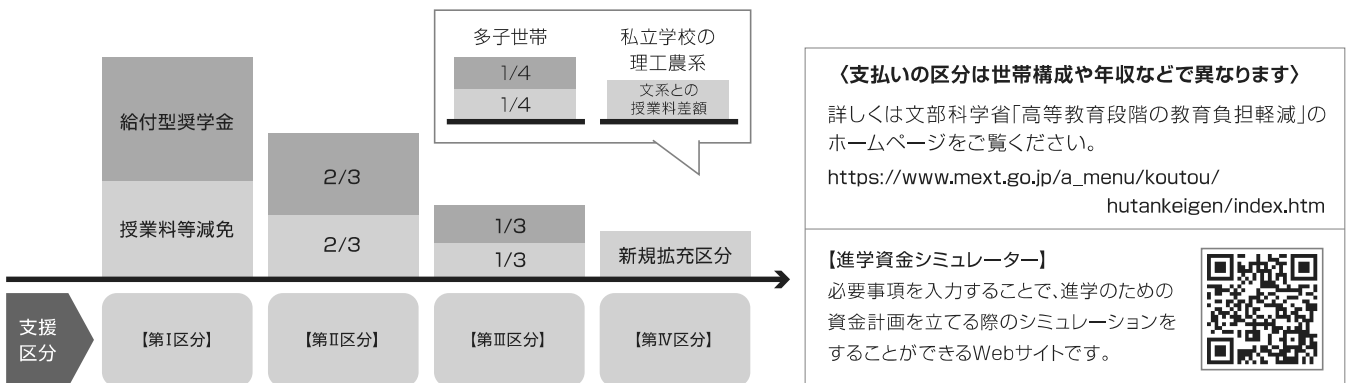 多子世帯
1/4
1/4
私立学校の
理工農系
文系との
授業料差額
給付型奨学金
授業料等減免
2/3
2/3
1/3
1/3
新規拡充区分
支援
区分
【第Ⅰ区分】
【第Ⅱ区分】
【第Ⅲ区分】
【第Ⅳ区分】
〈支払いの区分は世帯構成や年収などで異なります〉
詳しくは文部科学省「高等教育段階の教育負担軽減」の
ホームページをご覧ください。
https://www.mext.go.jp/a_menu/koutou/
hutankeigen/index.htm
【進学資金シミュレーター】
必要事項を入力することで、進学のための
資金計画を立てる際のシミュレーションを
することができるWebサイトです。